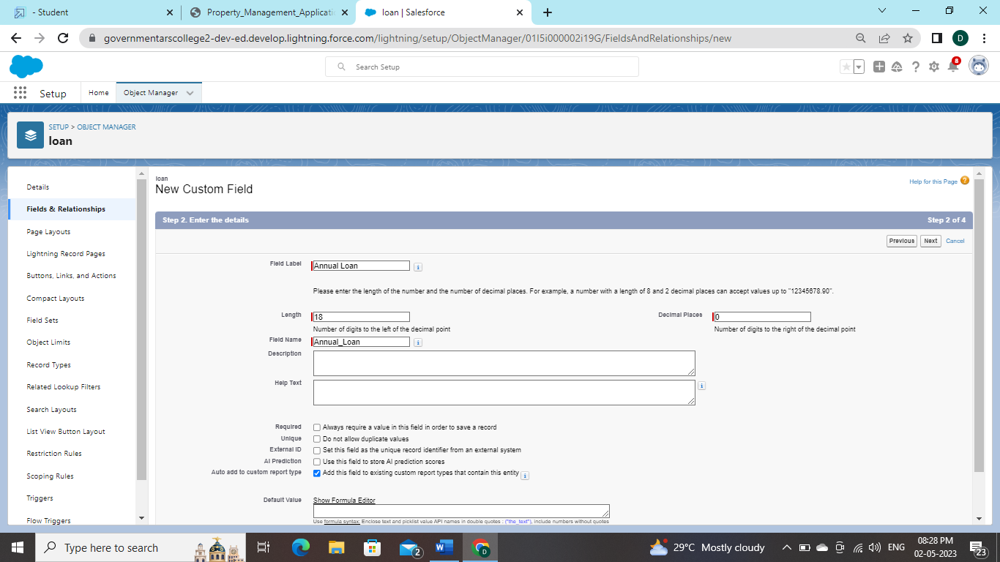 - Student
Property_Management_Applicati
loan | Salesforce
governmentarscollege2-dev-ed.develop.lightning.force.com/lightning/setup/ObjectManager/01I5i000002i19G/FieldsAndRelationships/new
D
Search Setup
8
Setup
Home
Object Manager
SETUP > OBJECT MANAGER
loan
Details
Fields & Relationships
Page Layouts
Lightning Record Pages
Buttons, Links, and Actions
Compact Layouts
Field Sets
Object Limits
Record Types
Related Lookup Filters
Search Layouts
List View Button Layout
Restriction Rules
Scoping Rules
Triggers
Flow Triggers
loan
New Custom Field
Help for this Page
Step 2. Enter the details Step 2 of 4
Previous Next Cancel
Field Label Annual Loan
Please enter the length of the number and the number of decimal places. For example, a number with a length of 8 and 2 decimal places can accept values up to "12345678.90".
Length 18 Decimal Places 0
Number of digits to the left of the decimal point Number of digits to the right of the decimal point
Field Name Annual_Loan
Description
Help Text
Required Always require a value in this field in order to save a record
Unique Do not allow duplicate values
External ID Set this field as the unique record identifier from an external system
AI Prediction Use this field to store AI prediction scores
Auto add to custom report type Add this field to existing custom report types that contain this entity
Default Value Show Formula Editor
Use formula syntax: Enclose text and picklist value API names in double quotes : ("the_text"), include numbers without quotes
Type here to search
2
D
29°C Mostly cloudy
ENG
08:28 PM
02-05-2023
23